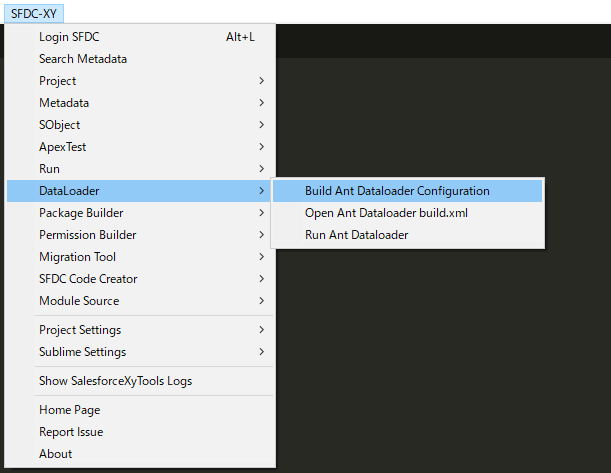 SFDC-XY
Login SFDC Alt+L
Search Metadata
Project
Metadata
SObject
ApexTest
Run
DataLoader
Build Ant Dataloader Configuration
Open Ant Dataloader build.xml
Run Ant Dataloader
Package Builder
Permission Builder
Migration Tool
SFDC Code Creator
Module Source
Project Settings
Sublime Settings
Show SalesforceXyTools Logs
Home Page
Report Issue
About